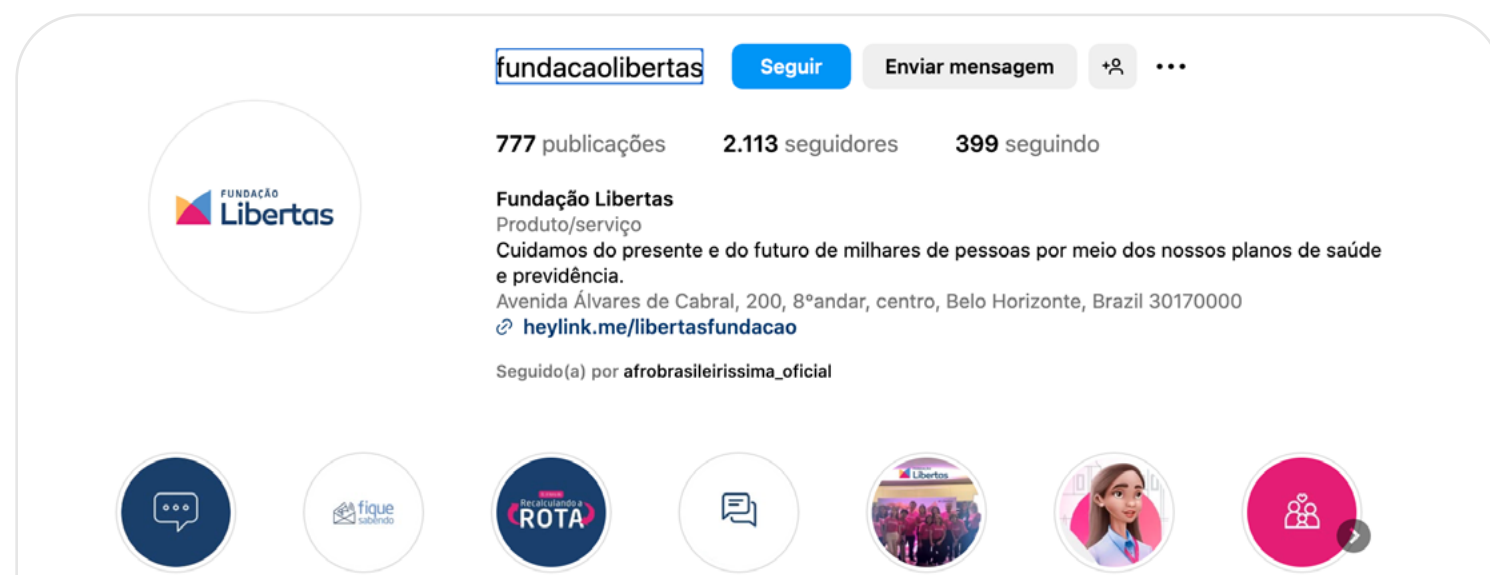 fundacaolibertas Seguir Enviar mensagem
777 publicações 2.113 seguidores 399 seguindo
FUNDAÇÃO
Libertas
Fundação Libertas
Produto/serviço
Cuidamos do presente e do futuro de milhares de pessoas por meio dos nossos planos de saúde
e previdência.
Avenida Álvares de Cabral, 200, 8°andar, centro, Belo Horizonte, Brazil 30170000
heylink.me/libertasfundacao
Seguido(a) por afrobrasileirissima_oficial
fique
sabendo
Recalculando a
ROTA
Libertas